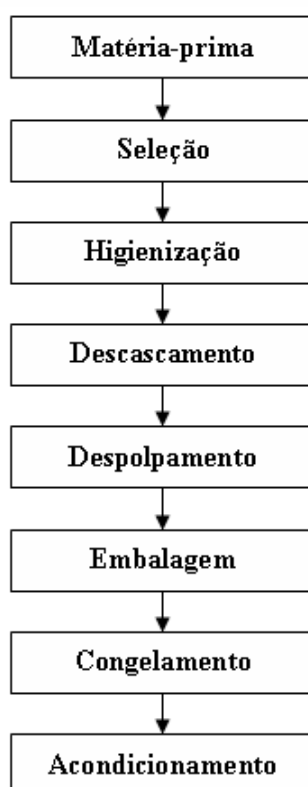 Matéria-prima
Seleção
Higienização
Descascamento
Despolpamento
Embalagem
Congelamento
Acondicionamento